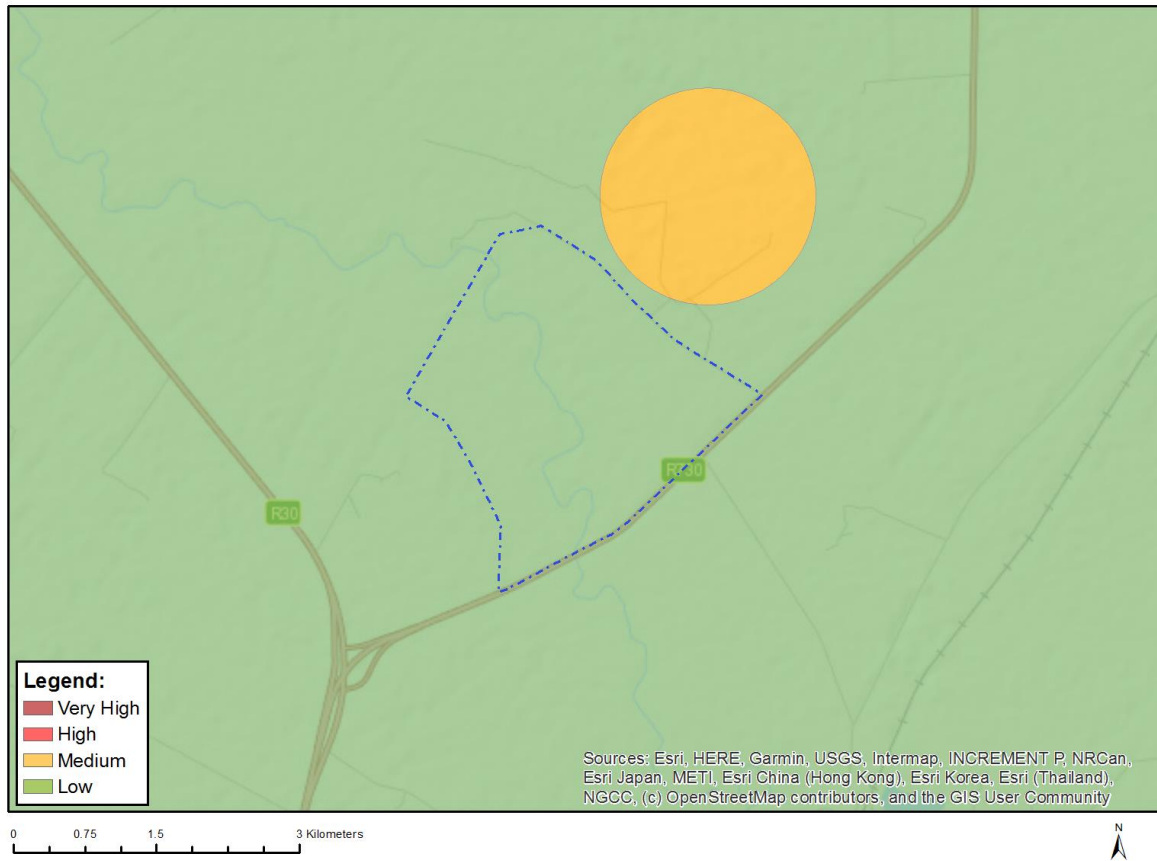 R30
R730
Legend:
Very High
High
Medium
Low
Sources: Esri, HERE, Garmin, USGS, Intermap, INCREMENT P, NRCan,
Esri Japan, METI, Esri China (Hong Kong), Esri Korea, Esri (Thailand),
NGCC, (c) OpenStreetMap contributors, and the GIS User Community
0 0.75 1.5 3 Kilometers
N